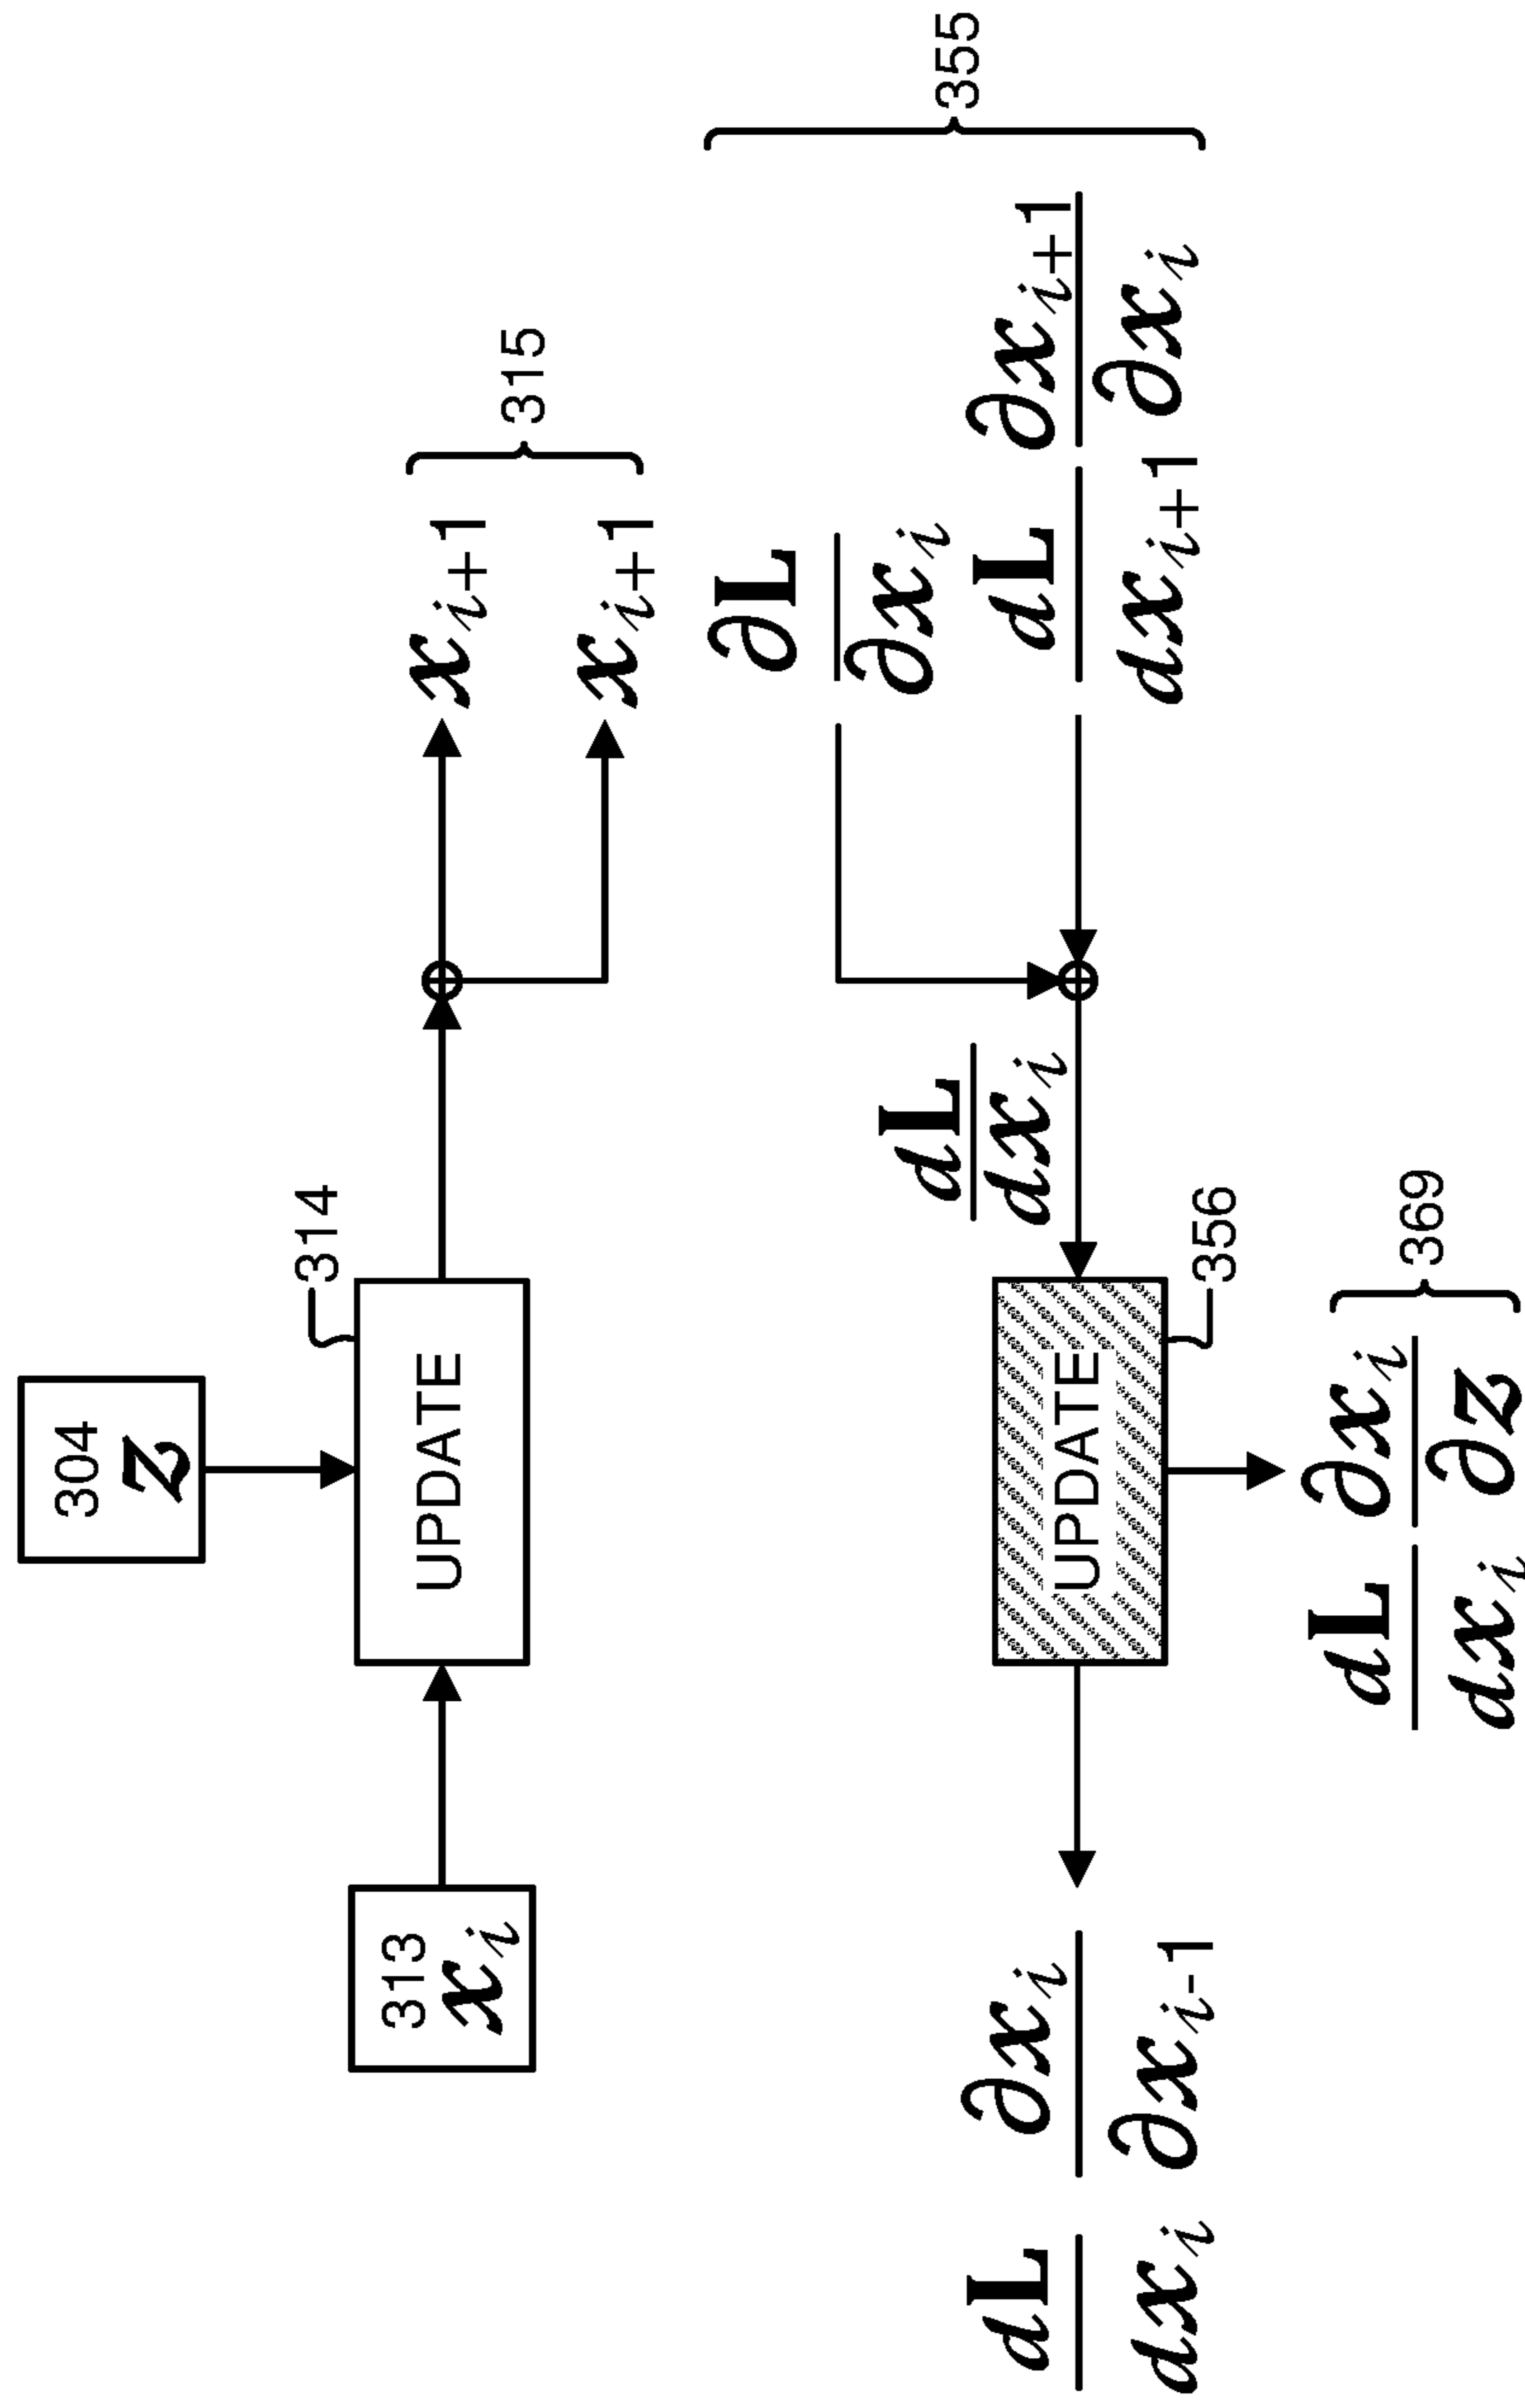 304
z
314
313
x_i
UPDATE
x_{i+1}
x_{i+1}
315
∂L/∂x_i
dL/dx_i
dL/dx_{i+1} ∂x_{i+1}/∂x_i
355
dL/dx_i ∂x_i/∂x_{i-1}
UPDATE
356
dL/dx_i ∂x_i/∂z
369